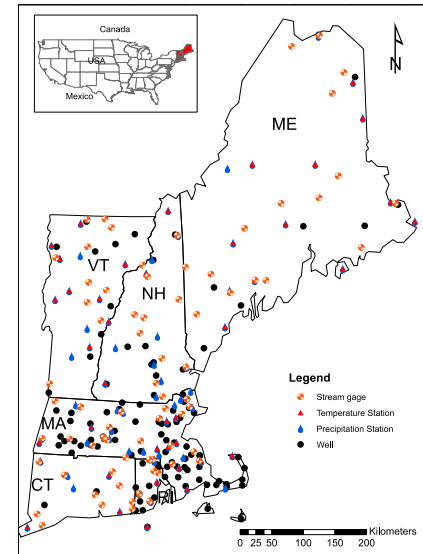 Canada
USA
Mexico
N
ME
VT
NH
MA
CT
RI
Legend
Stream gage
Temperature Station
Precipitation Station
Well
Kilometers
0 25 50 100 150 200